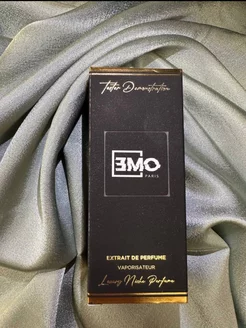 Tester Demonstration
EMO
PARIS
EXTRAIT DE PERFUME
VAPORISATEUR
Luxury Niche Perfume